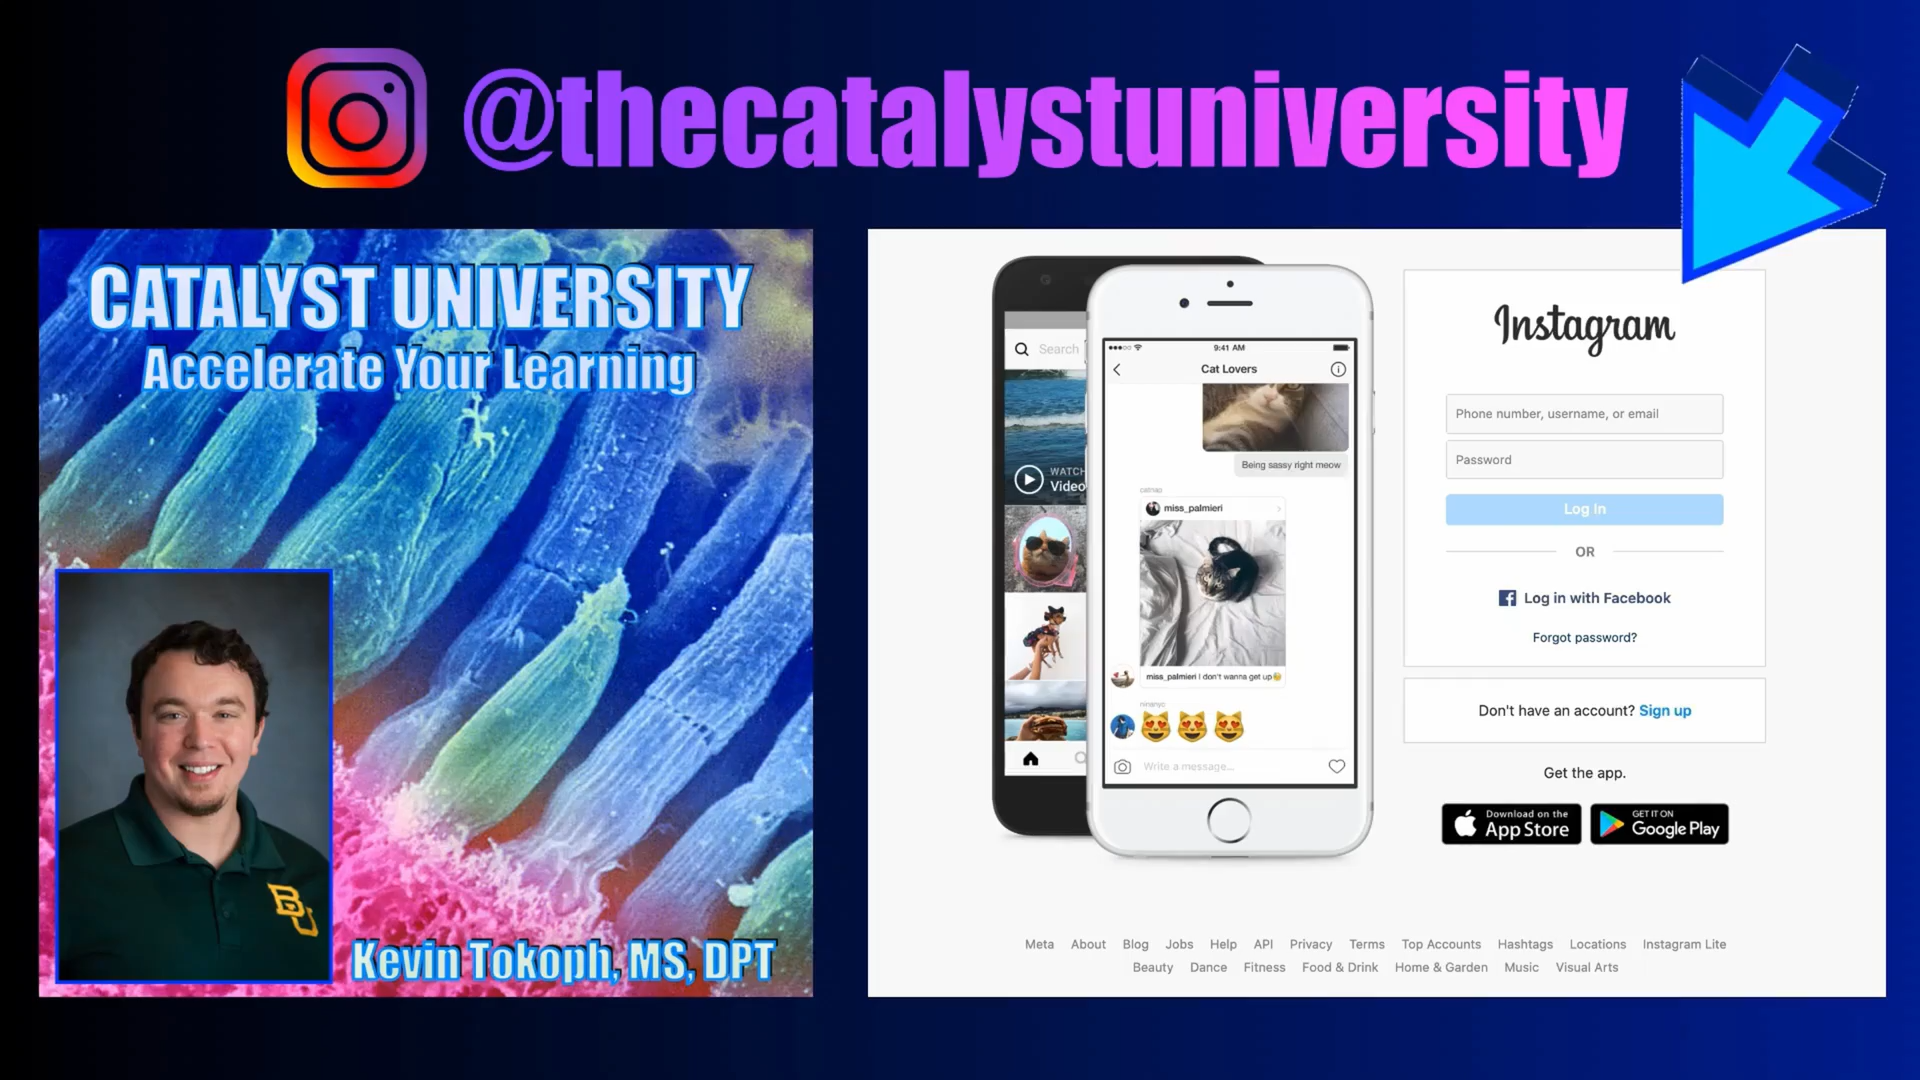 @thecatalystuniversity
CATALYST UNIVERSITY
Accelerate Your Learning
BU
Kevin Tokoph, MS, DPT
Search
WATCH
Video
9:41 AM
Cat Lovers
Being sassy right meow
miss_palmieri
miss_palmieri I don't wanna get up
Write a message...
Instagram
Phone number, username, or email
Password
Log In
OR
Log in with Facebook
Forgot password?
Don't have an account? Sign up
Get the app.
Download on the
App Store
GET IT ON
Google Play
Meta About Blog Jobs Help API Privacy Terms Top Accounts Hashtags Locations Instagram Lite
Beauty Dance Fitness Food & Drink Home & Garden Music Visual Arts